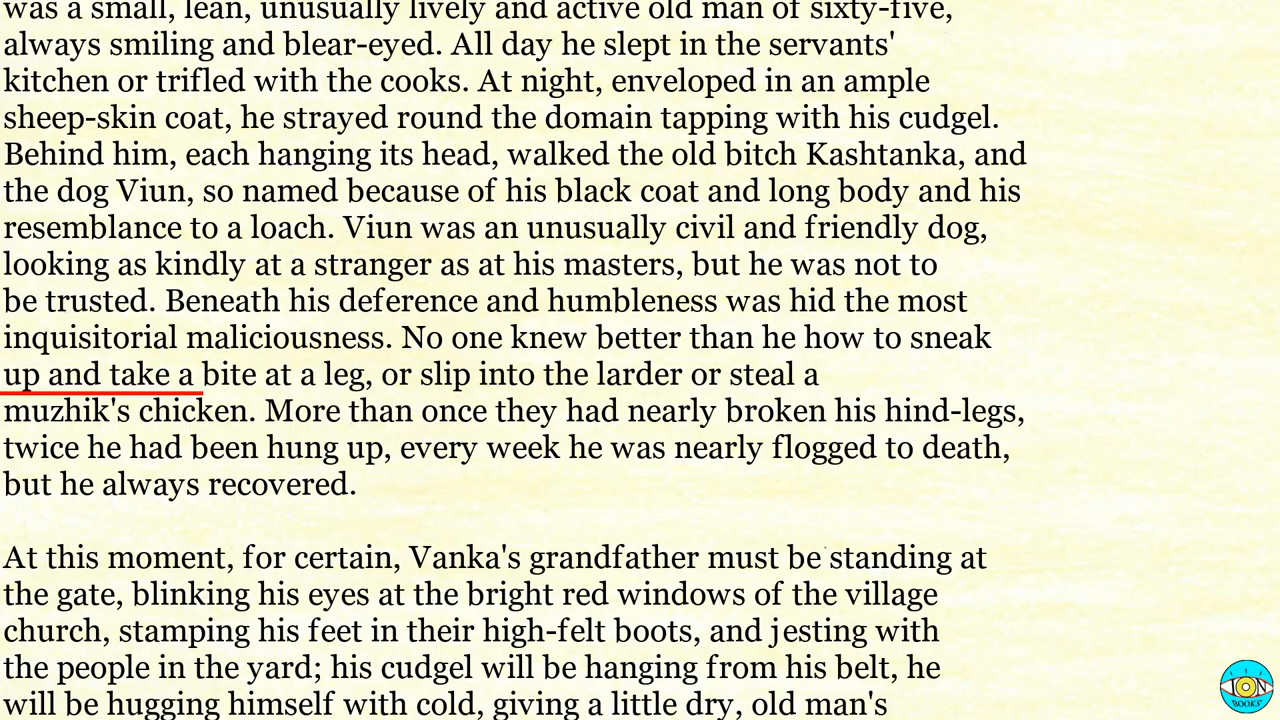 was a small, lean, unusually lively and active old man of sixty-five,
always smiling and blear-eyed. All day he slept in the servants'
kitchen or trifled with the cooks. At night, enveloped in an ample
sheep-skin coat, he strayed round the domain tapping with his cudgel.
Behind him, each hanging its head, walked the old bitch Kashtanka, and
the dog Viun, so named because of his black coat and long body and his
resemblance to a loach. Viun was an unusually civil and friendly dog,
looking as kindly at a stranger as at his masters, but he was not to
be trusted. Beneath his deference and humbleness was hid the most
inquisitorial maliciousness. No one knew better than he how to sneak
up and take a bite at a leg, or slip into the larder or steal a
muzhik's chicken. More than once they had nearly broken his hind-legs,
twice he had been hung up, every week he was nearly flogged to death,
but he always recovered.
At this moment, for certain, Vanka's grandfather must be standing at
the gate, blinking his eyes at the bright red windows of the village
church, stamping his feet in their high-felt boots, and jesting with
the people in the yard; his cudgel will be hanging from his belt, he
will be hugging himself with cold, giving a little dry, old man's
ION
BOOKS